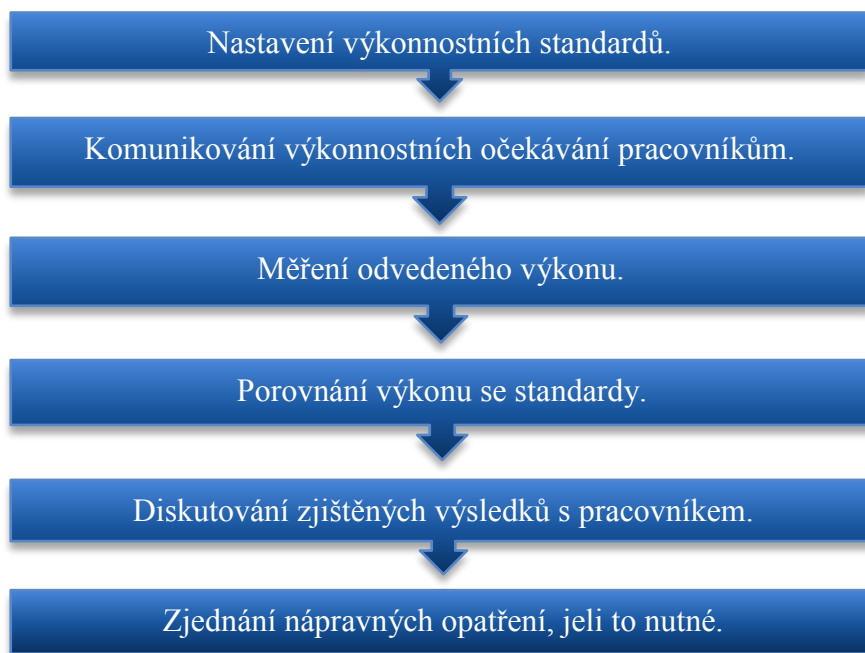 Nastavení výkonnostních standardů.
Komunikování výkonnostních očekávání pracovníkům.
Měření odvedeného výkonu.
Porovnání výkonu se standardy.
Diskutování zjištěných výsledků s pracovníkem.
Zjednání nápravných opatření, jeli to nutné.